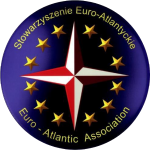 Stowarzyszenie Euro-Atlantyckie
Euro - Atlantic Association